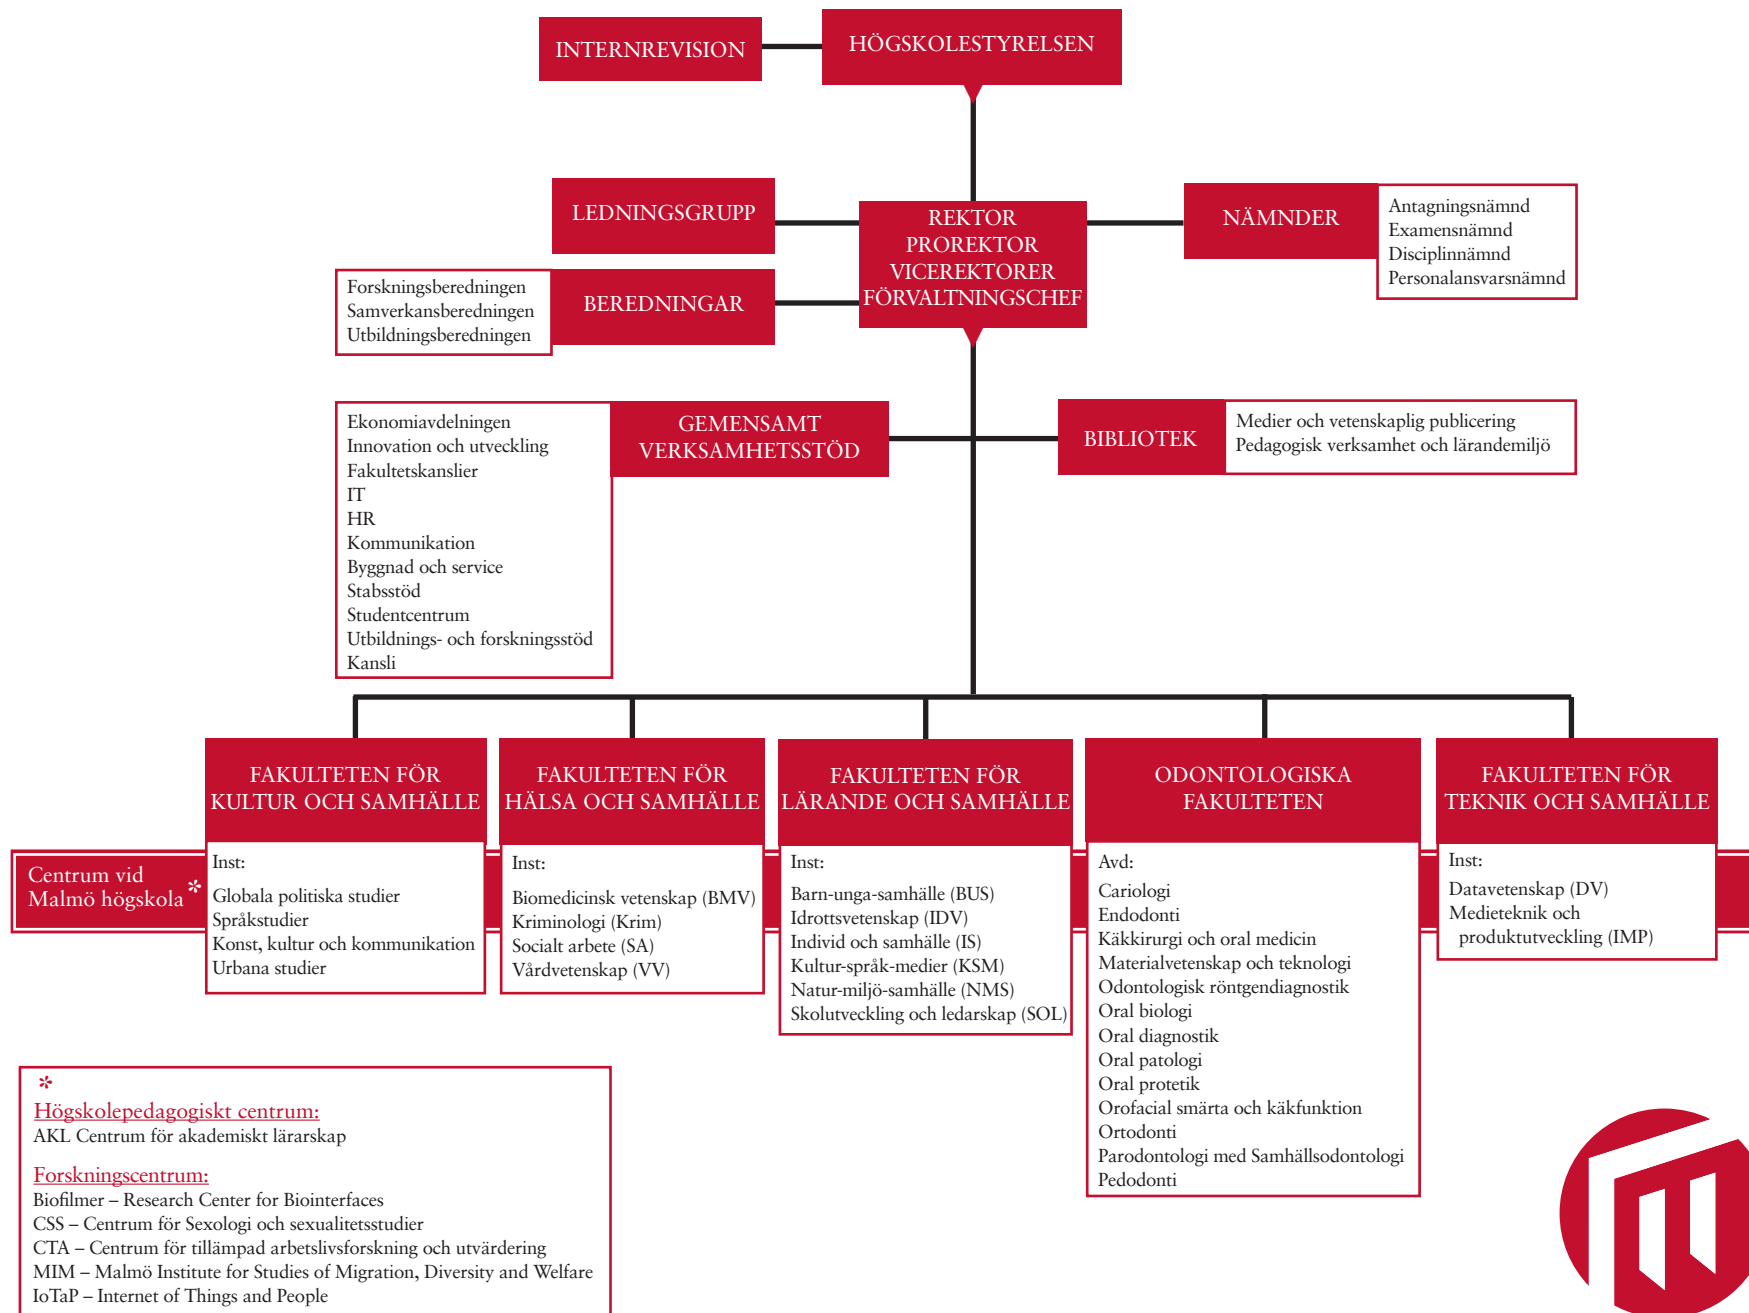 INTERNREVISION
HÖGSKOLESTYRELSEN
LEDNINGSGRUPP
REKTOR
PROREKTOR
VICEREKTORER
FÖRVALTNINGSCHEF
NÄMNDER
Antagningsnämnd
Examensnämnd
Disciplinnämnd
Personalansvarsnämnd
Forskningsberedningen
Samverkansberedningen
Utbildningsberedningen
BEREDNINGAR
Ekonomiavdelningen
Innovation och utveckling
Fakultetskanslier
IT
HR
Kommunikation
Byggnad och service
Stabsstöd
Studentcentrum
Utbildnings- och forskningsstöd
Kansli
GEMENSAMT
VERKSAMHETSSTÖD
BIBLIOTEK
Medier och vetenskaplig publicering
Pedagogisk verksamhet och lärandemiljö
Centrum vid
Malmö högskola *
FAKULTETEN FÖR
KULTUR OCH SAMHÄLLE
Inst:
Globala politiska studier
Språkstudier
Konst, kultur och kommunikation
Urbana studier
FAKULTETEN FÖR
HÄLSA OCH SAMHÄLLE
Inst:
Biomedicinsk vetenskap (BMV)
Kriminologi (Krim)
Socialt arbete (SA)
Vårdvetenskap (VV)
FAKULTETEN FÖR
LÄRANDE OCH SAMHÄLLE
Inst:
Barn-unga-samhälle (BUS)
Idrottsvetenskap (IDV)
Individ och samhälle (IS)
Kultur-språk-medier (KSM)
Natur-miljö-samhälle (NMS)
Skolutveckling och ledarskap (SOL)
ODONTOLOGISKA
FAKULTETEN
Avd:
Cariologi
Endodonti
Käkkirurgi och oral medicin
Materialvetenskap och teknologi
Odontologisk röntgendiagnostik
Oral biologi
Oral diagnostik
Oral patologi
Oral protetik
Orofacial smärta och käkfunktion
Ortodonti
Parodontologi med Samhällsodontologi
Pedodonti
FAKULTETEN FÖR
TEKNIK OCH SAMHÄLLE
Inst:
Datavetenskap (DV)
Medieteknik och
produktutveckling (IMP)
*
Högskolepedagogiskt centrum:
AKL Centrum för akademiskt lärarskap
Forskningscentrum:
Biofilmer – Research Center for Biointerfaces
CSS – Centrum för Sexologi och sexualitetsstudier
CTA – Centrum för tillämpad arbetslivsforskning och utvärdering
MIM – Malmö Institute for Studies of Migration, Diversity and Welfare
IoTaP – Internet of Things and People